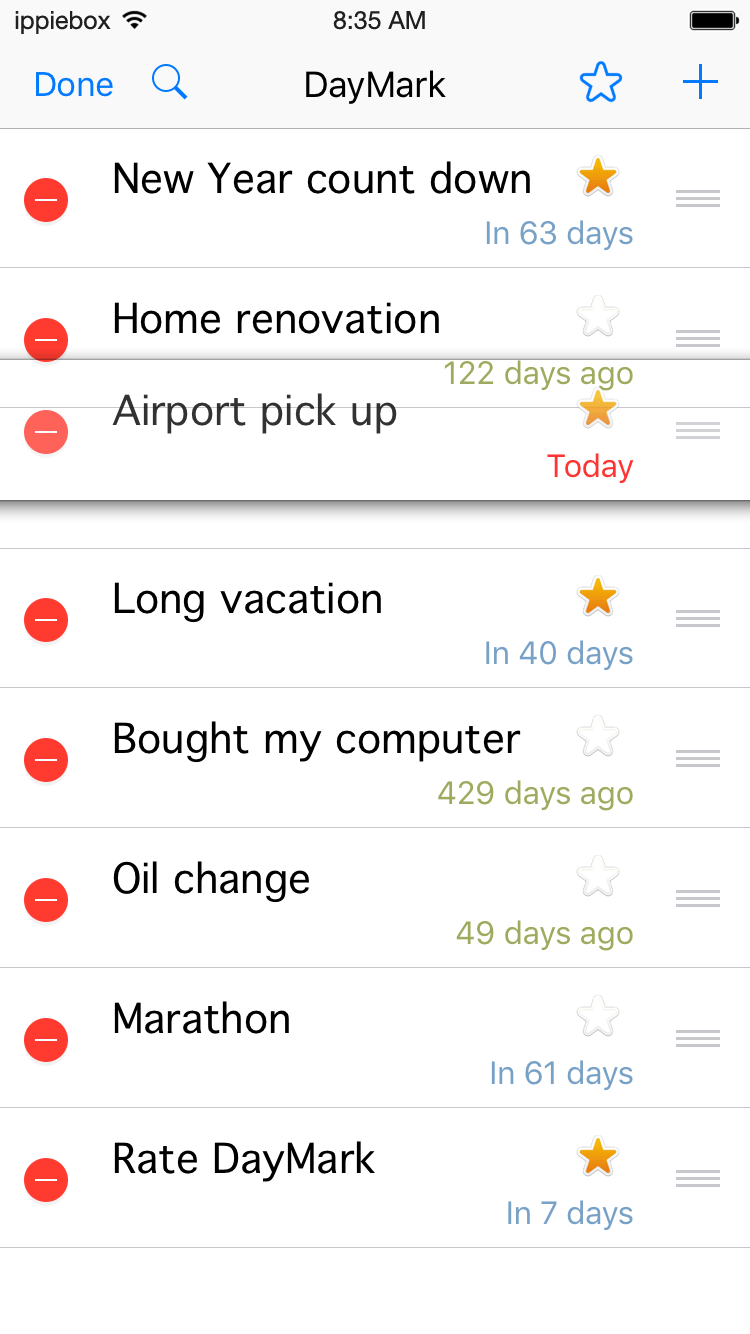 ippiebox 8:35 AM
Done DayMark
New Year count down
In 63 days
Home renovation
122 days ago
Airport pick up
Today
Long vacation
In 40 days
Bought my computer
429 days ago
Oil change
49 days ago
Marathon
In 61 days
Rate DayMark
In 7 days